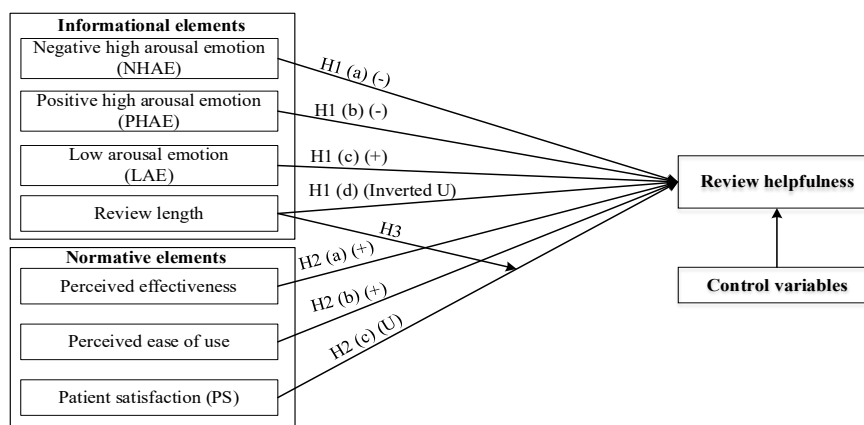 Informational elements
Negative high arousal emotion
(NHAE)
Positive high arousal emotion
(PHAE)
Low arousal emotion
(LAE)
Review length
Normative elements
Perceived effectiveness
Perceived ease of use
Patient satisfaction (PS)
H1 (a) (-)
H1 (b) (-)
H1 (c) (+)
H1 (d) (Inverted U)
H3
H2 (a) (+)
H2 (b) (+)
H2 (c) (U)
Review helpfulness
Control variables